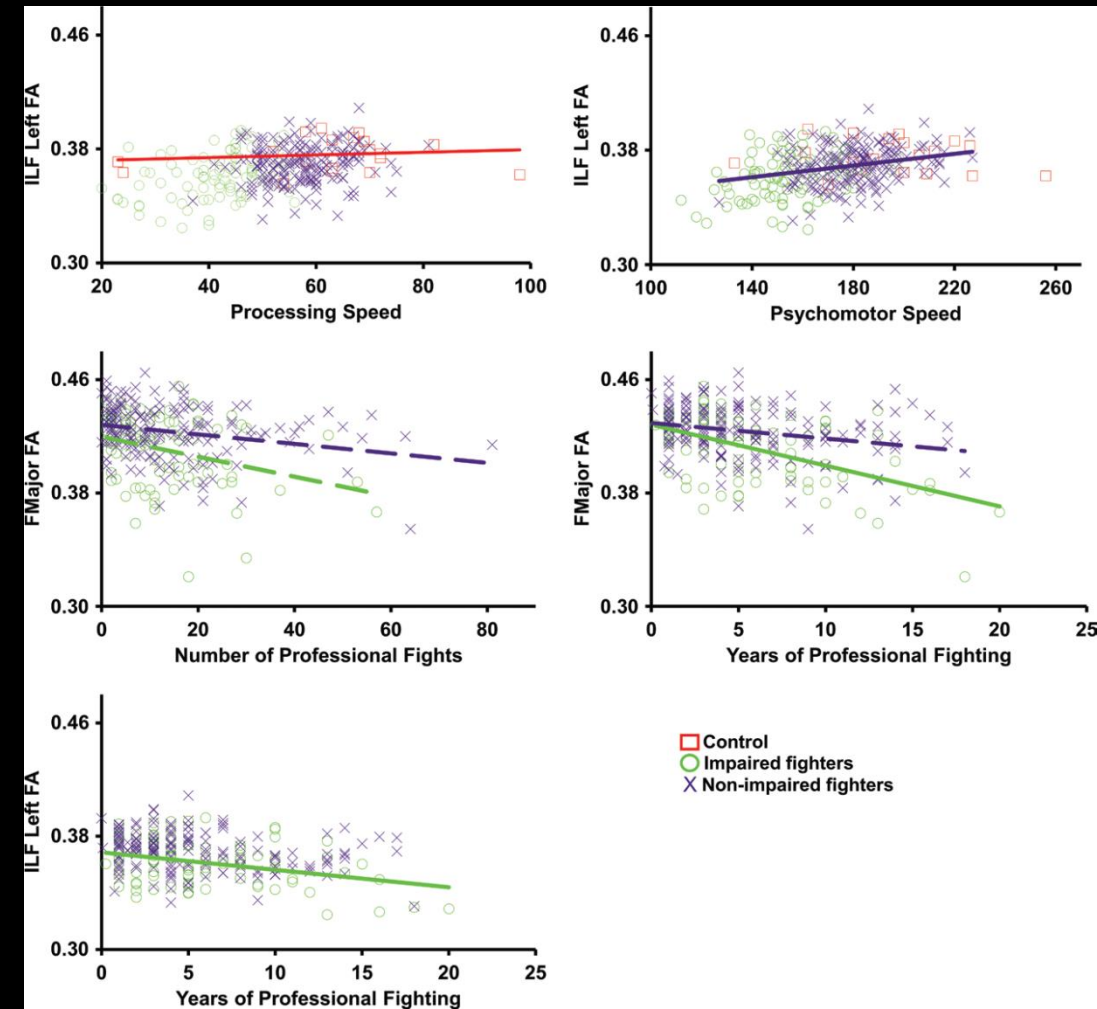 0.46
0.38
0.30
ILF Left FA
20 40 60 80 100
Processing Speed
0.46
0.38
0.30
ILF Left FA
100 140 180 220 260
Psychomotor Speed
0.46
0.38
0.30
FMajor FA
0 20 40 60 80
Number of Professional Fights
0.46
0.38
0.30
FMajor FA
0 5 10 15 20 25
Years of Professional Fighting
0.46
0.38
0.30
ILF Left FA
0 5 10 15 20 25
Years of Professional Fighting
Control
Impaired fighters
Non-impaired fighters